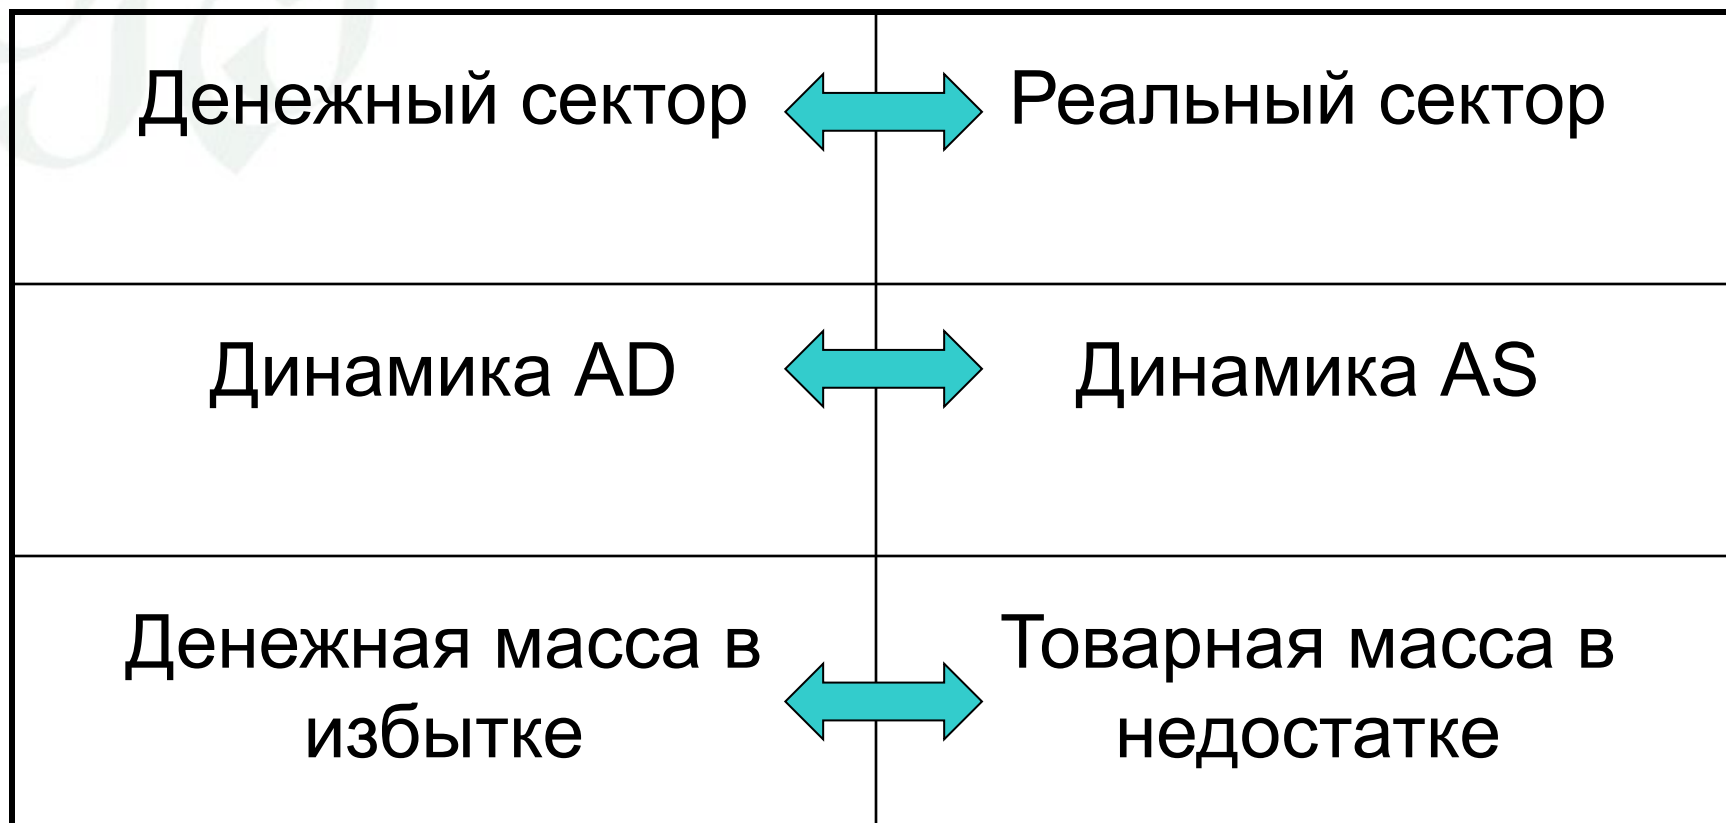 Денежный сектор
Реальный сектор
Динамика AD
Динамика AS
Денежная масса в
избытке
Товарная масса в
недостатке